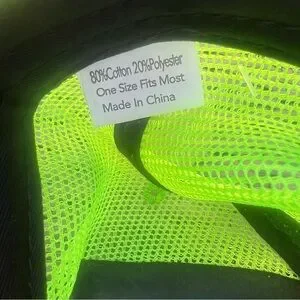 80%Cotton 20%Polyester
One Size Fits Most
Made In China